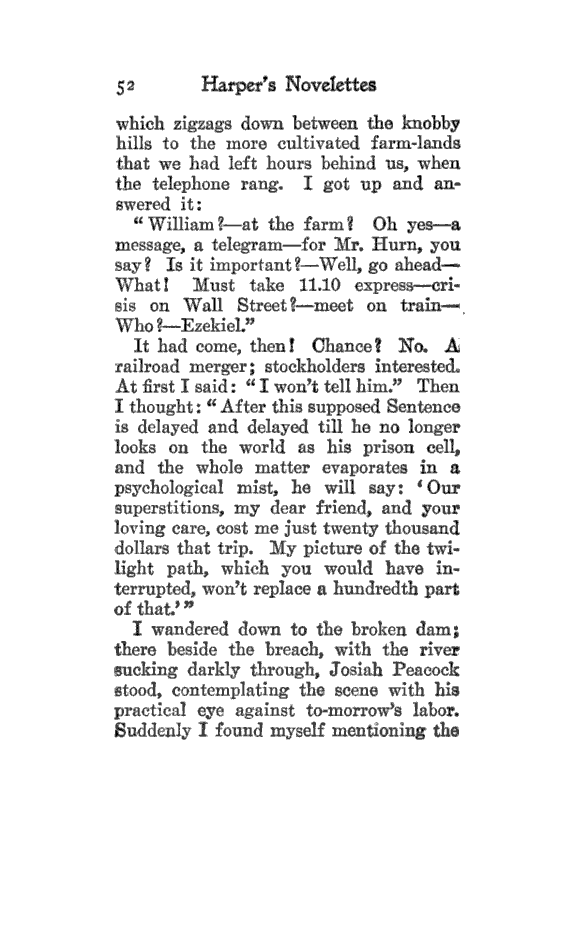 52 Harper's Novelettes
which zigzags down between the knobby
hills to the more cultivated farm-lands
that we had left hours behind us, when
the telephone rang. I got up and an-
swered it:
“William?—at the farm? Oh yes—a
message, a telegram—for Mr. Hurn, you
say? Is it important?—Well, go ahead—
What! Must take 11.10 express—cri-
sis on Wall Street?—meet on train—
Who?—Ezekiel.”
It had come, then! Chance? No. A
railroad merger; stockholders interested.
At first I said: “I won't tell him.” Then
I thought: “After this supposed Sentence
is delayed and delayed till he no longer
looks on the world as his prison cell,
and the whole matter evaporates in a
psychological mist, he will say: ‘Our
superstitions, my dear friend, and your
loving care, cost me just twenty thousand
dollars that trip. My picture of the twi-
light path, which you would have in-
terrupted, won't replace a hundredth part
of that.’”
I wandered down to the broken dam;
there beside the breach, with the river
sucking darkly through, Josiah Peacock
stood, contemplating the scene with his
practical eye against to-morrow's labor.
Suddenly I found myself mentioning the